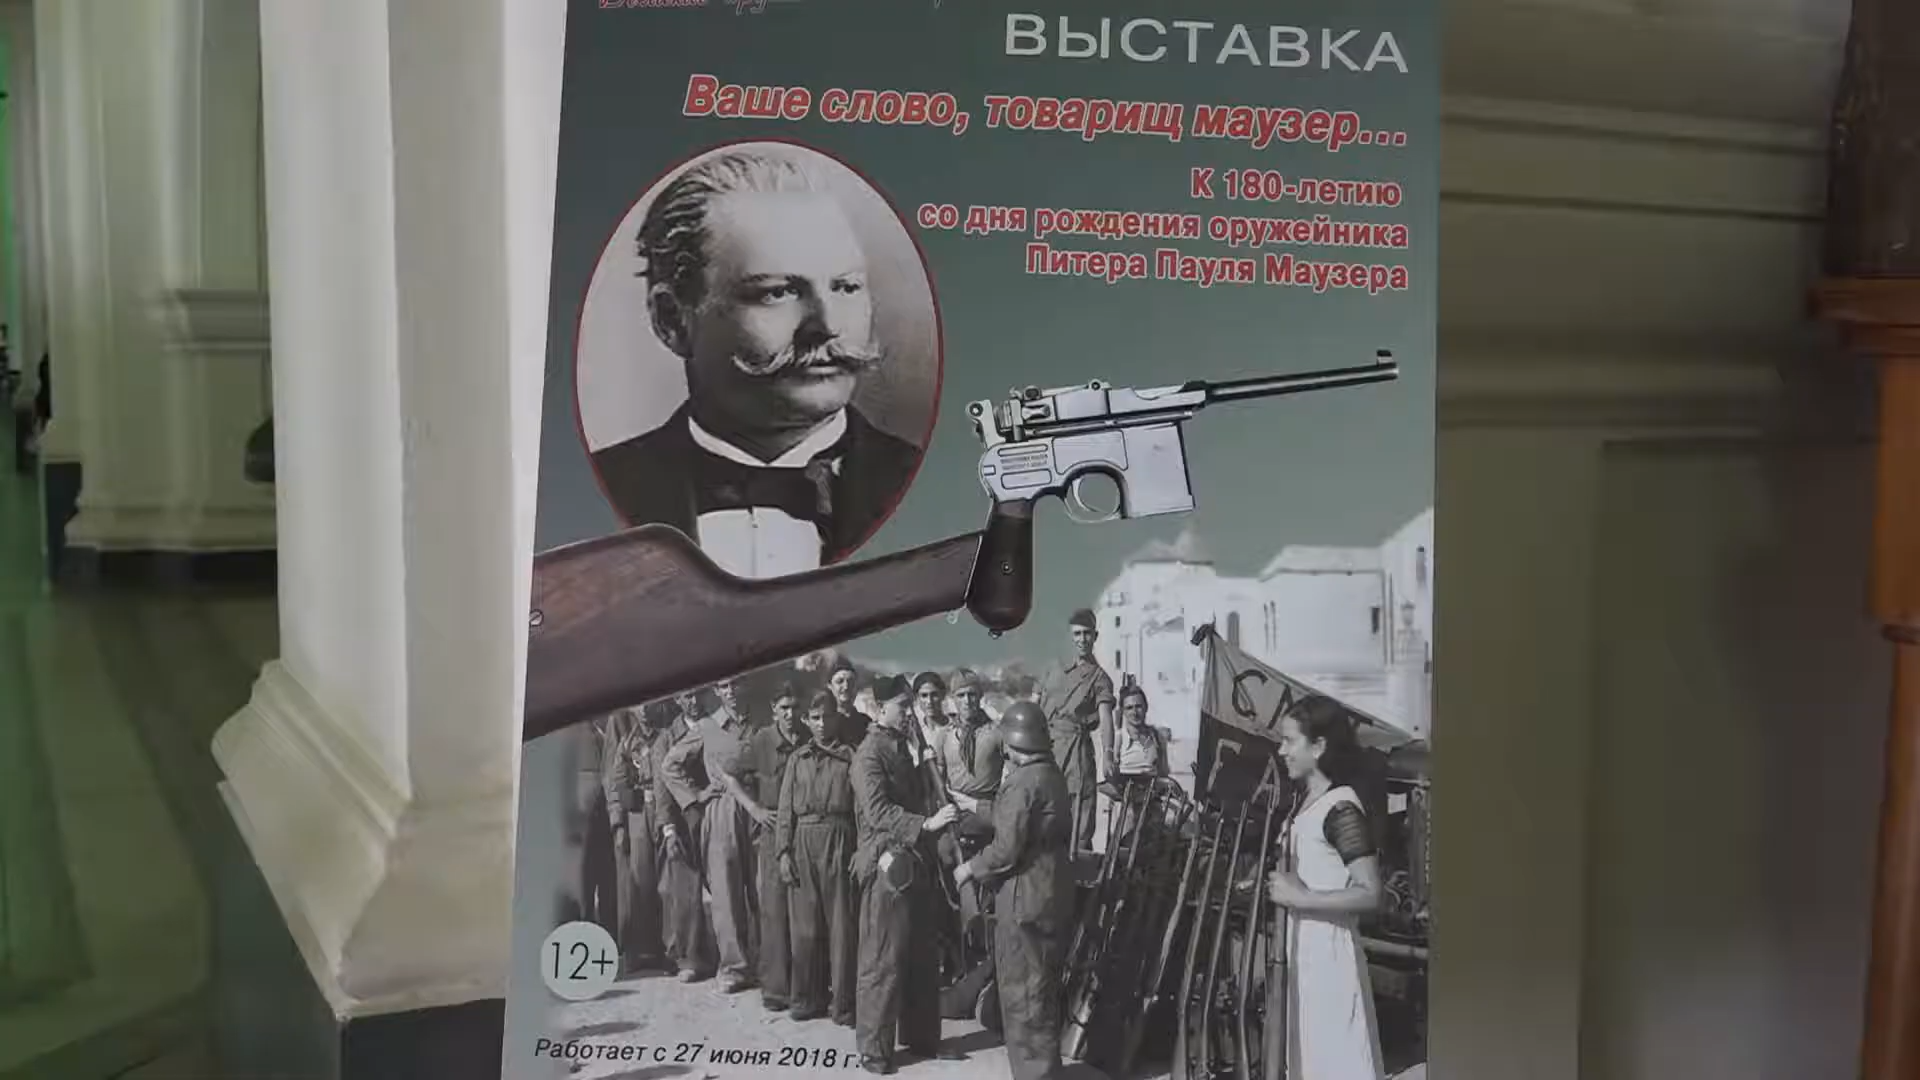 ВЫСТАВКА
Ваше слово, товарищ маузер...
К 180-летию
со дня рождения оружейника
Питера Пауля Маузера
12+
Работает с 27 июня 2018 г.